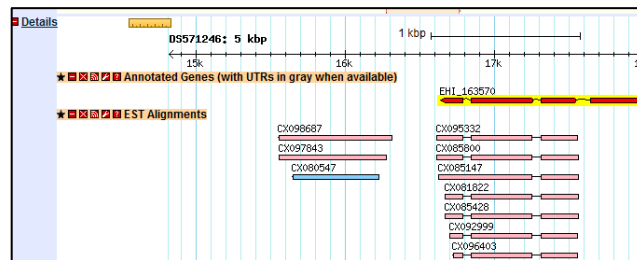 Details
1 kbp
DS571246: 5 kbp
15k 16k 17k
Annotated Genes (with UTRs in gray when available)
EHI_163570
EST Alignments
CX098687 CX095332
CX097843 CX085800
CX080547 CX085147
CX081822
CX085428
CX092999
CX096403